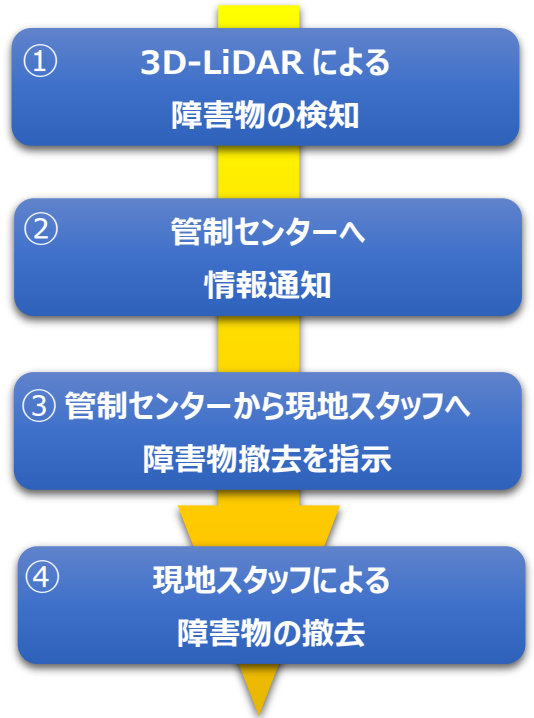 ① 3D-LiDAR による
障害物の検知
② 管制センターへ
情報通知
③ 管制センターから現地スタッフへ
障害物撤去を指示
④ 現地スタッフによる
障害物の撤去